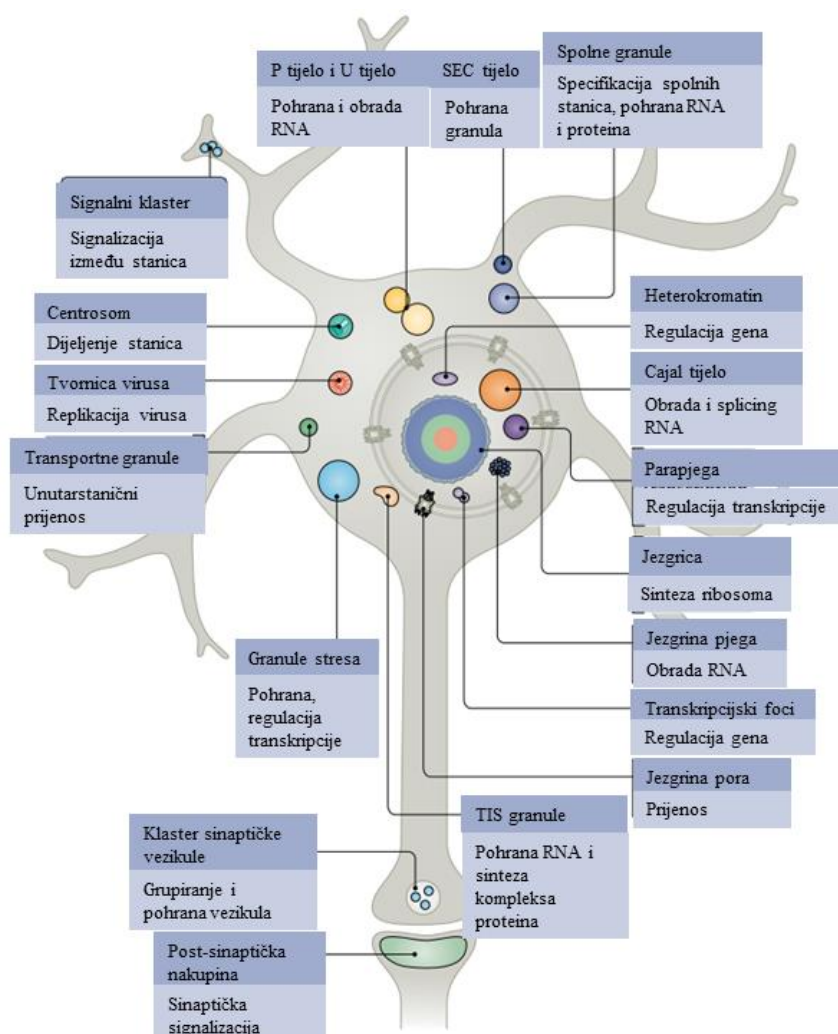 P tijelo i U tijelo
Pohrana i obrada
RNA
SEC tijelo
Pohrana
granula
Spolne granule
Specifikacija spolnih
stanica, pohrana RNA
i proteina
Signalni klaster
Signalizacija
između stanica
Centrosom
Dijeljenje stanica
Tvornica virusa
Replikacija virusa
Transportne granule
Unutarstanični
prijenos
Heterokromatin
Regulacija gena
Cajal tijelo
Obrada i splicing
RNA
Parapjega
Regulacija transkripcije
Jezgrica
Sinteza ribosoma
Jezgrina pjega
Obrada RNA
Transkripcijski foci
Regulacija gena
Jezgrina pora
Prijenos
Granule stresa
Pohrana,
regulacija
transkripcije
TIS granule
Pohrana RNA i
sinteza
kompleksa
proteina
Klaster sinaptičke
vezikule
Grupiranje i
pohrana vezikula
Post-sinaptička
nakupina
Sinaptička
signalizacija